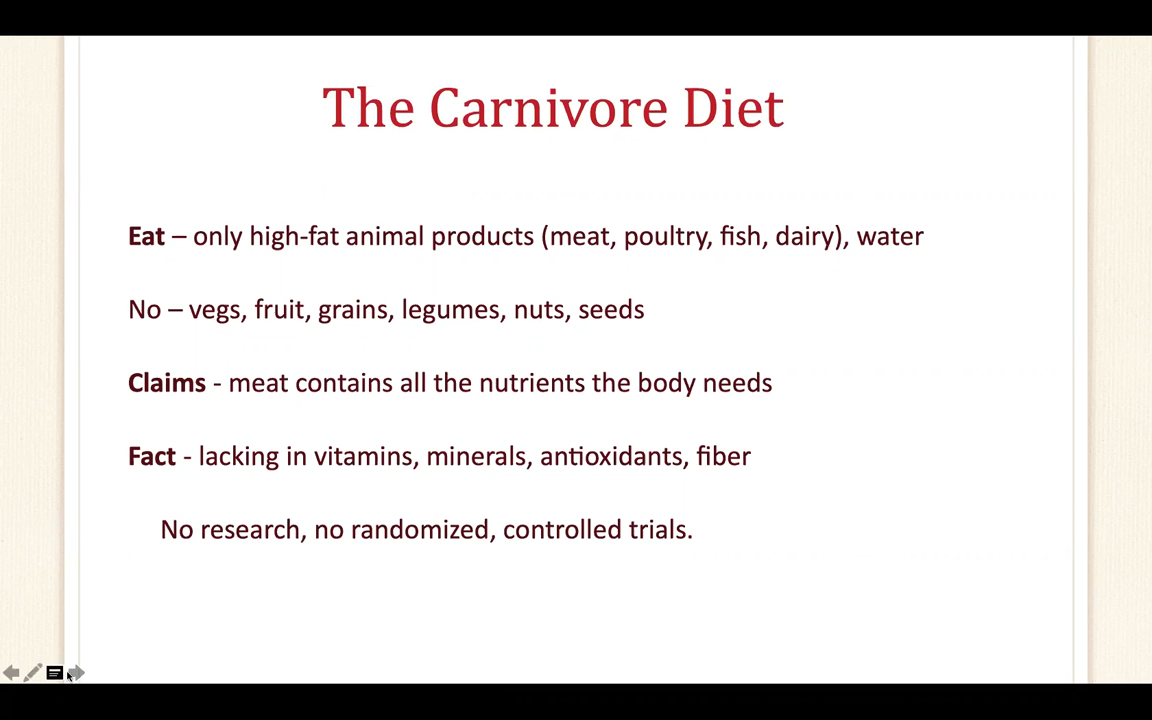 The Carnivore Diet
Eat – only high-fat animal products (meat, poultry, fish, dairy), water
No – vegs, fruit, grains, legumes, nuts, seeds
Claims - meat contains all the nutrients the body needs
Fact - lacking in vitamins, minerals, antioxidants, fiber
No research, no randomized, controlled trials.